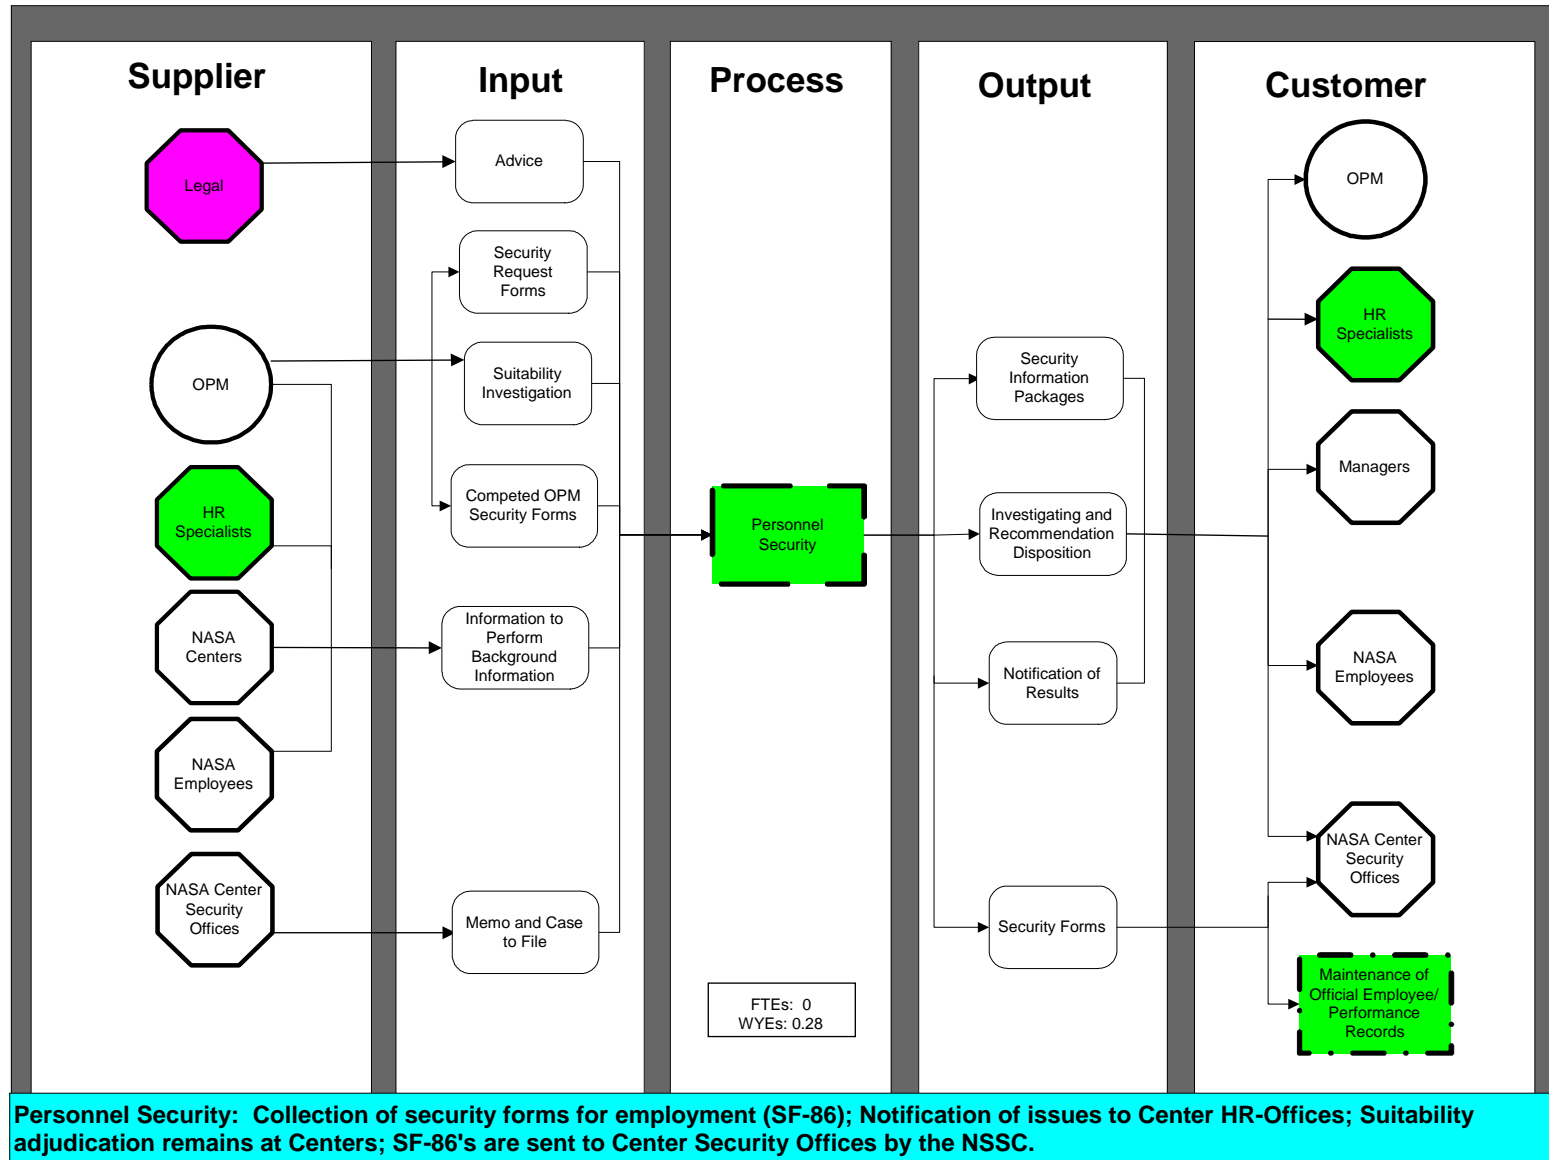 Supplier
Input
Process
Output
Customer
Legal
OPM
HR
Specialists
NASA
Centers
NASA
Employees
NASA Center
Security
Offices
Advice
Security
Request
Forms
Suitability
Investigation
Competed OPM
Security Forms
Information to
Perform
Background
Information
Memo and Case
to File
Personnel
Security
FTEs:  0
WYEs: 0.28
Security
Information
Packages
Investigating and
Recommendation
Disposition
Notification of
Results
Security Forms
OPM
HR
Specialists
Managers
NASA
Employees
NASA Center
Security
Offices
Maintenance of
Official Employee/
Performance
Records
Personnel Security:  Collection of security forms for employment (SF-86); Notification of issues to Center HR-Offices; Suitability
adjudication remains at Centers; SF-86's are sent to Center Security Offices by the NSSC.